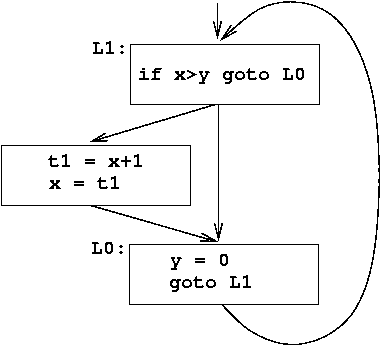 L1:
if x>y goto L0
t1 = x+1
x = t1
L0:
y = 0
goto L1